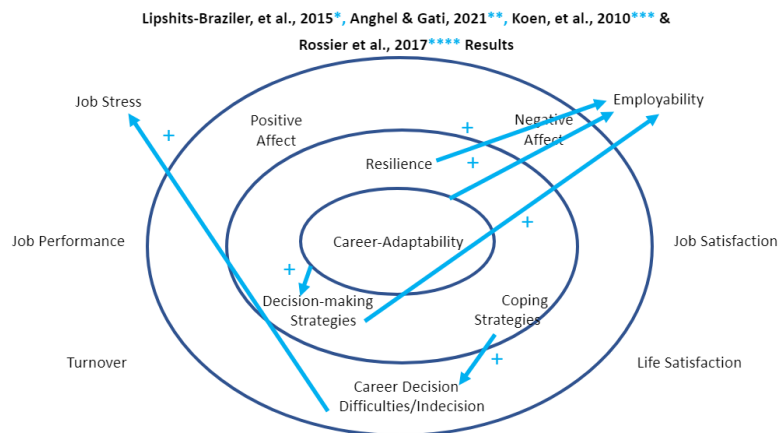 Lipshits-Braziler, et al., 2015*, Anghel & Gati, 2021**, Koen, et al., 2010*** &
Rossier et al., 2017**** Results
Job Stress
Employability
+
Positive
Affect
+
Negative
Affect
Resilience
+
+
Job Performance
Career-Adaptability
Job Satisfaction
+
Decision-making
Strategies
Coping
Strategies
Turnover
+
Life Satisfaction
Career Decision
Difficulties/Indecision